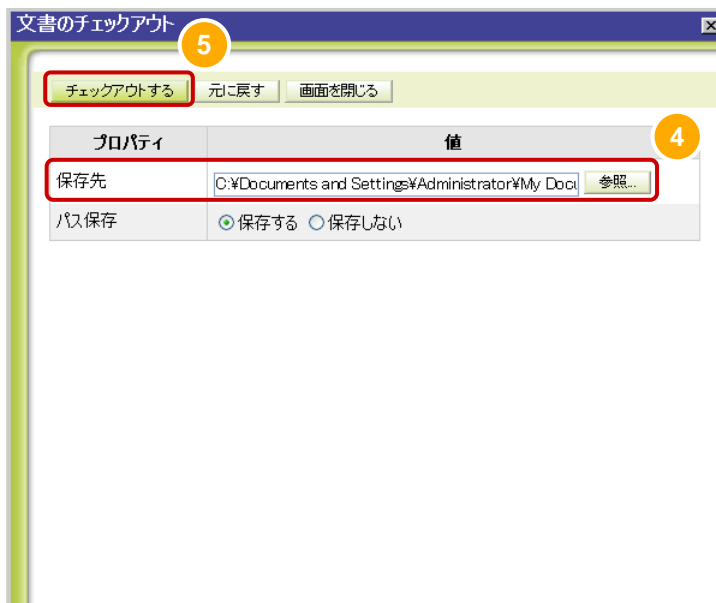 文書のチェックアウト
5
チェックアウトする 元に戻す 画面を閉じる
プロパティ 値
4
保存先 C:¥Documents and Settings¥Administrator¥My Docu 参照...
パス保存 保存する 保存しない